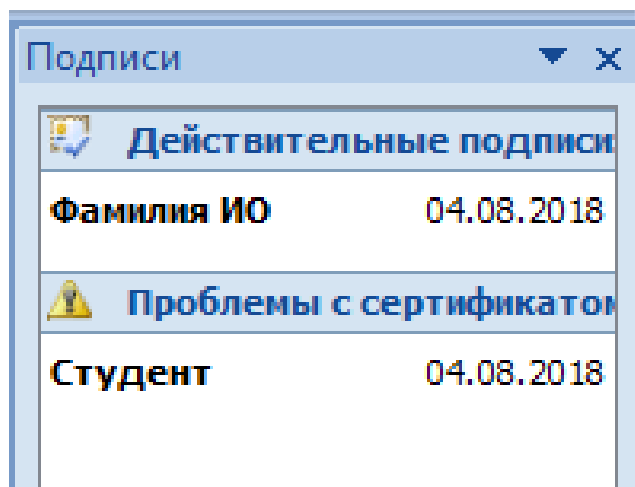 Подписи
Действительные подписи:
Фамилия ИО 04.08.2018
Проблемы с сертификатом
Студент 04.08.2018